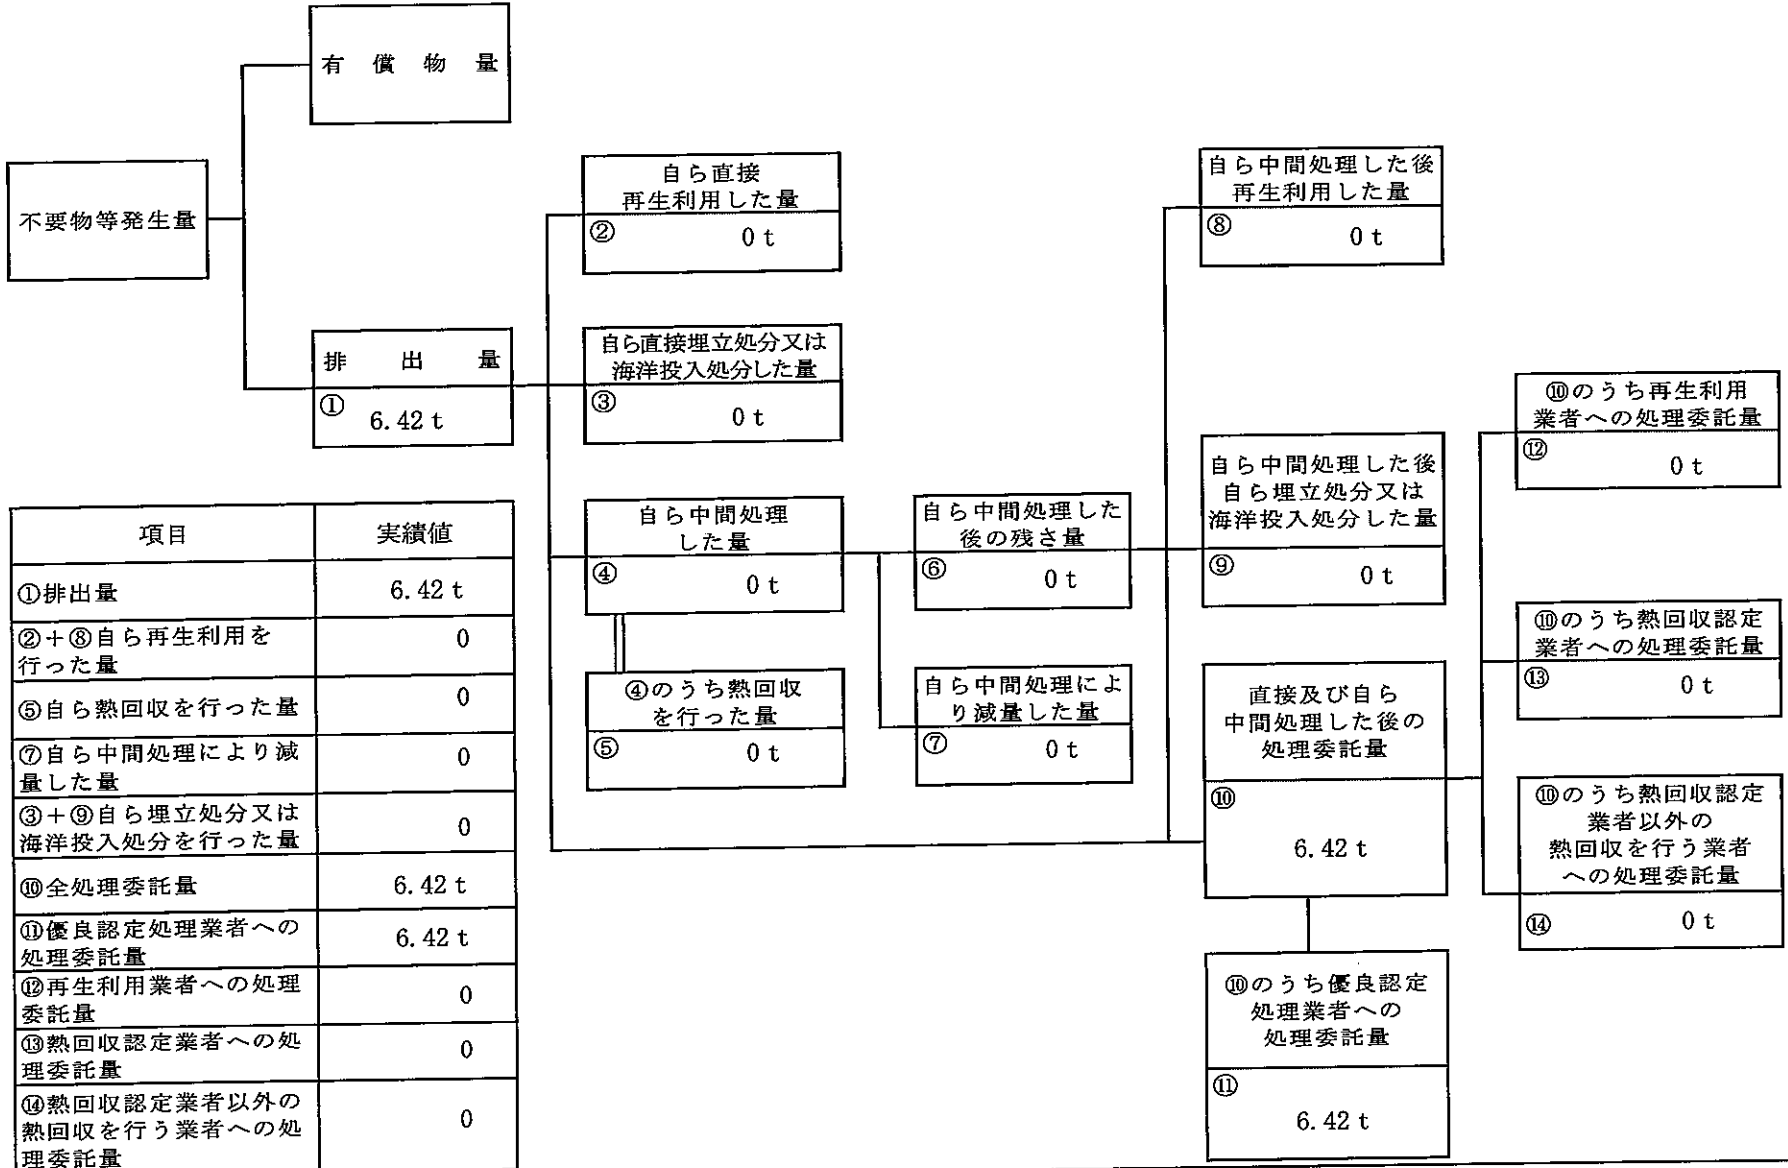 有償物量
不要物等発生量
排出量
① 6.42 t
自ら直接
再生利用した量
② 0 t
自ら直接埋立処分又は
海洋投入処分した量
③ 0 t
自ら中間処理
した量
④ 0 t
④のうち熱回収
を行った量
⑤ 0 t
自ら中間処理した
後の残さ量
⑥ 0 t
自ら中間処理によ
り減量した量
⑦ 0 t
自ら中間処理した後
再生利用した量
⑧ 0 t
自ら中間処理した後
自ら埋立処分又は
海洋投入処分した量
⑨ 0 t
直接及び自ら
中間処理した後の
処理委託量
⑩
6.42 t
⑩のうち優良認定
処理業者への
処理委託量
⑪
6.42 t
⑩のうち再生利用
業者への処理委託量
⑫ 0 t
⑩のうち熱回収認定
業者への処理委託量
⑬ 0 t
⑩のうち熱回収認定
業者以外の
熱回収を行う業者
への処理委託量
⑭ 0 t
項目 実績値
①排出量 6.42 t
②+⑧自ら再生利用を
行った量 0
⑤自ら熱回収を行った量 0
⑦自ら中間処理により減
量した量 0
③+⑨自ら埋立処分又は
海洋投入処分を行った量 0
⑩全処理委託量 6.42 t
⑪優良認定処理業者への
処理委託量 6.42 t
⑫再生利用業者への処理
委託量 0
⑬熱回収認定業者への処
理委託量 0
⑭熱回収認定業者以外の
熱回収を行う業者への処
理委託量 0